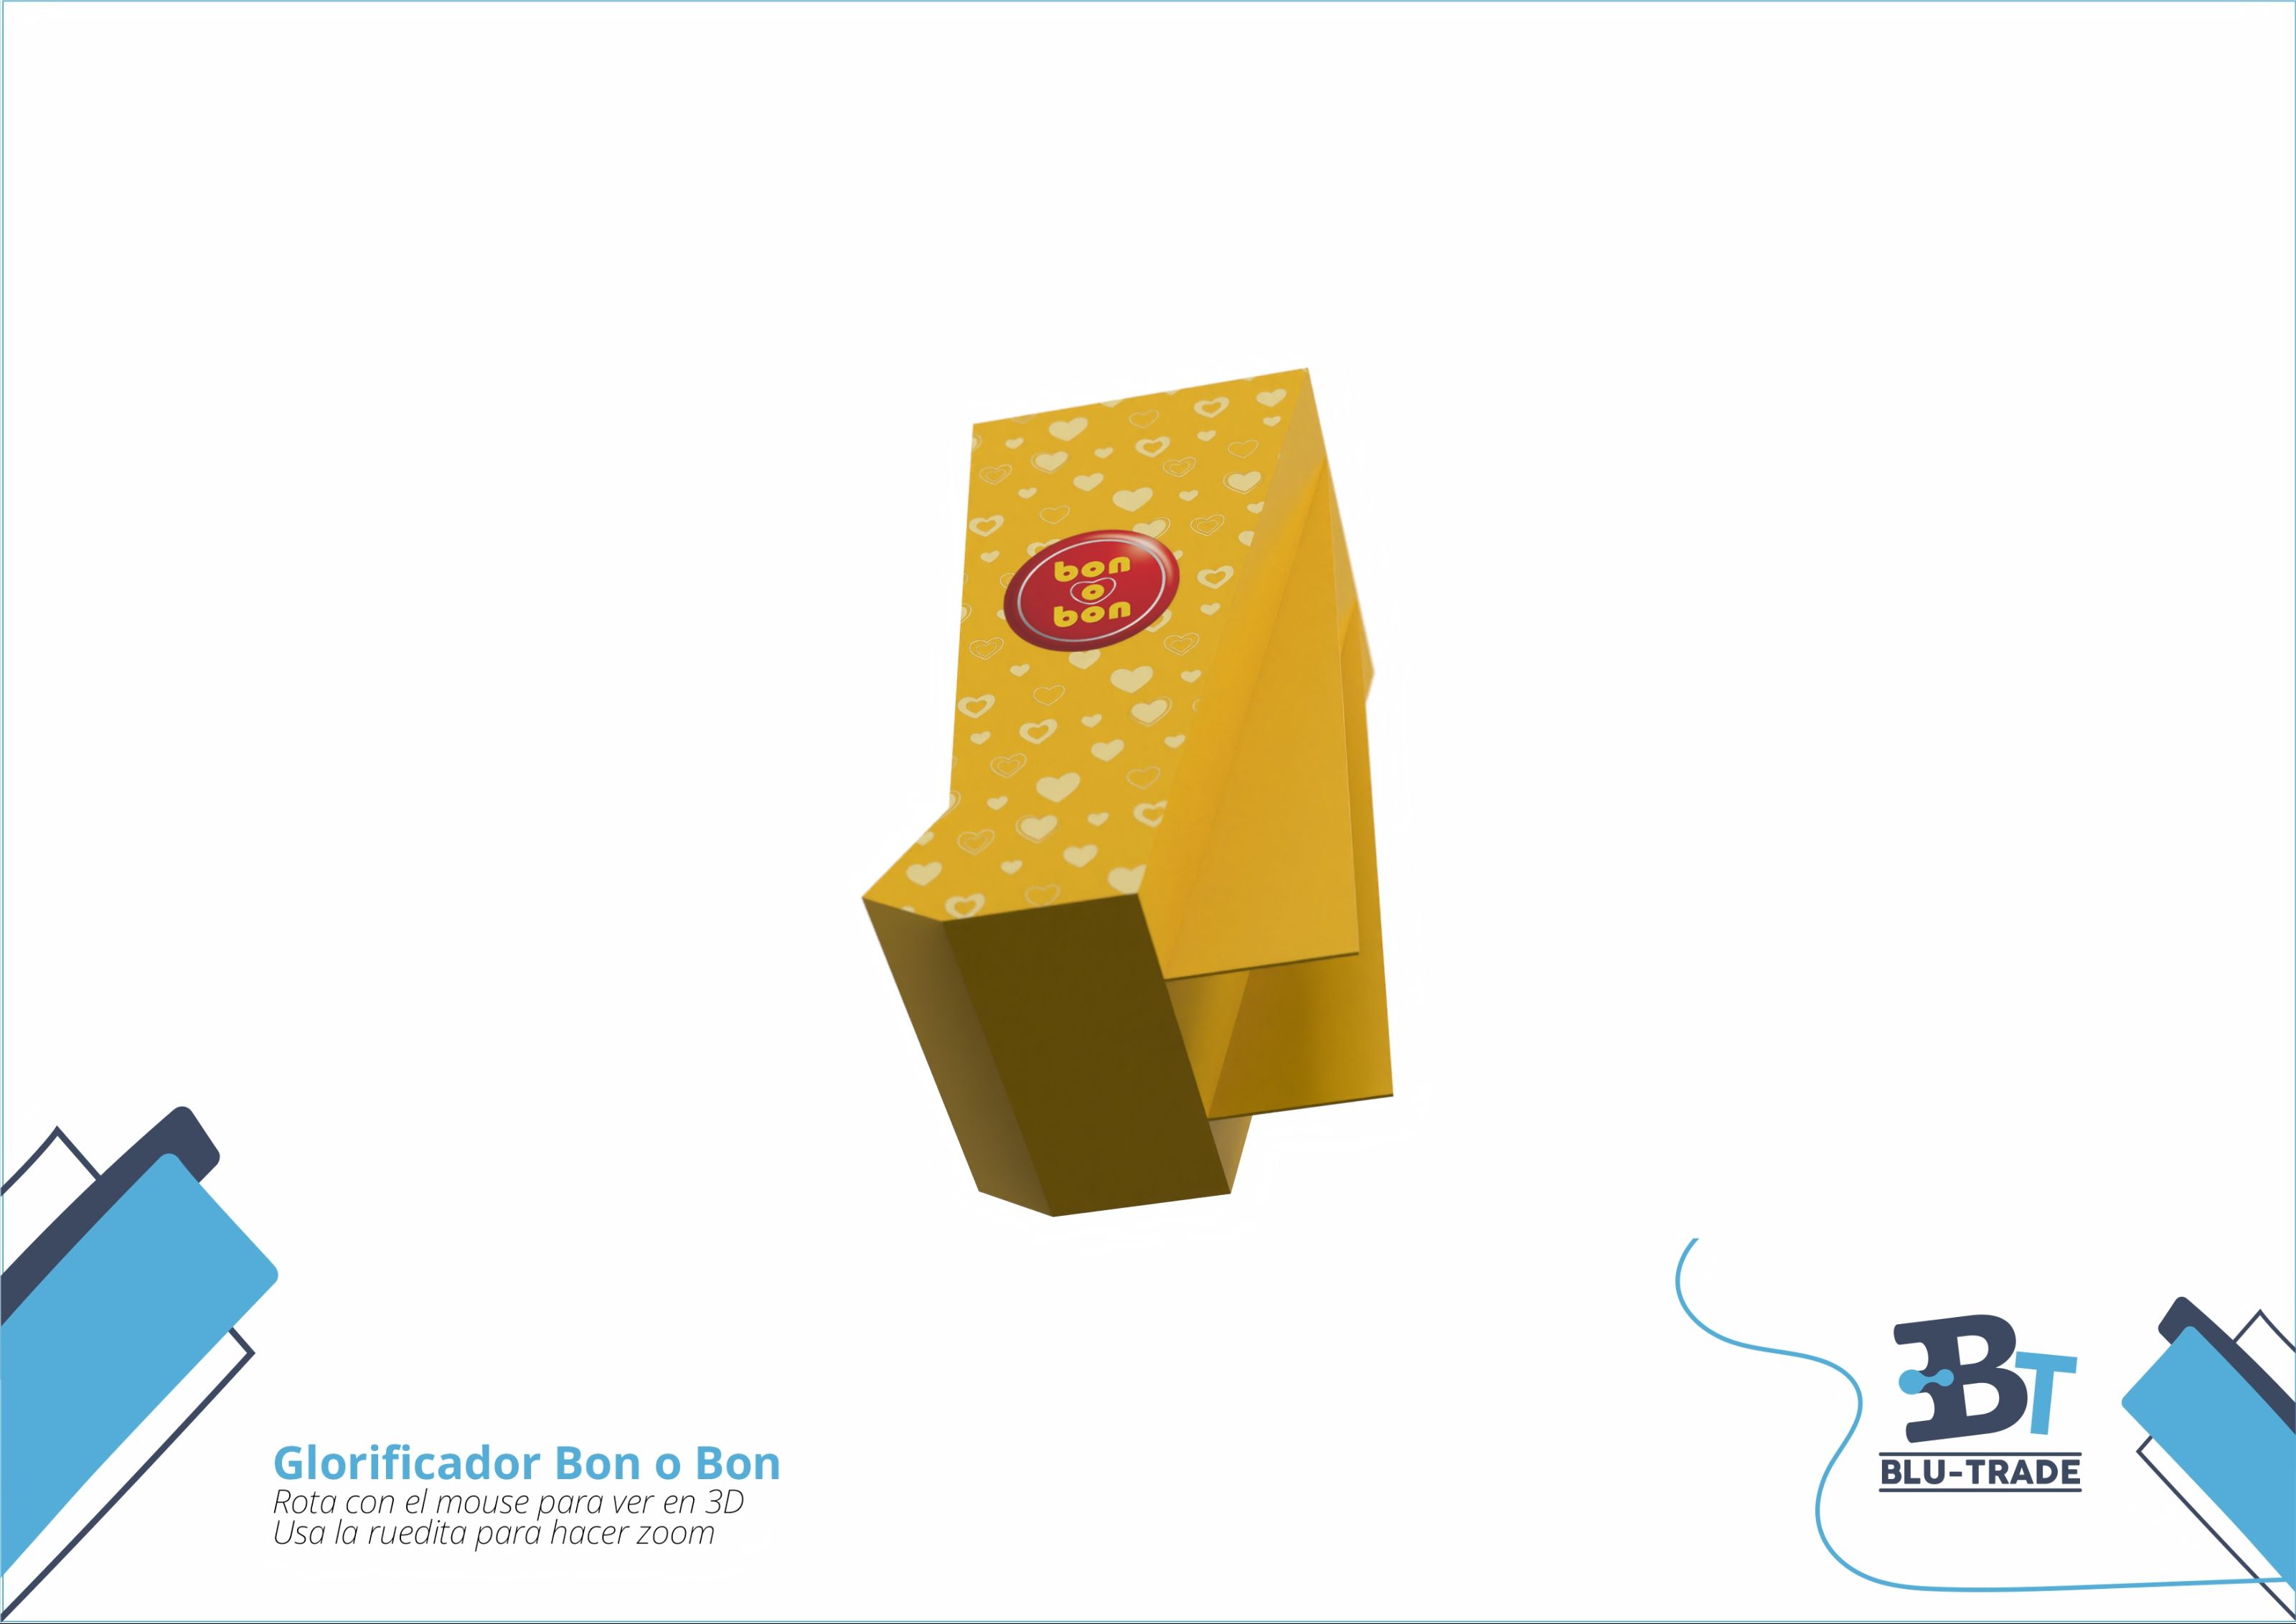 bon
o
bon
Glorificador Bon o Bon
Rota con el mouse para ver en 3D
Usa la ruedita para hacer zoom
BT
BLU-TRADE